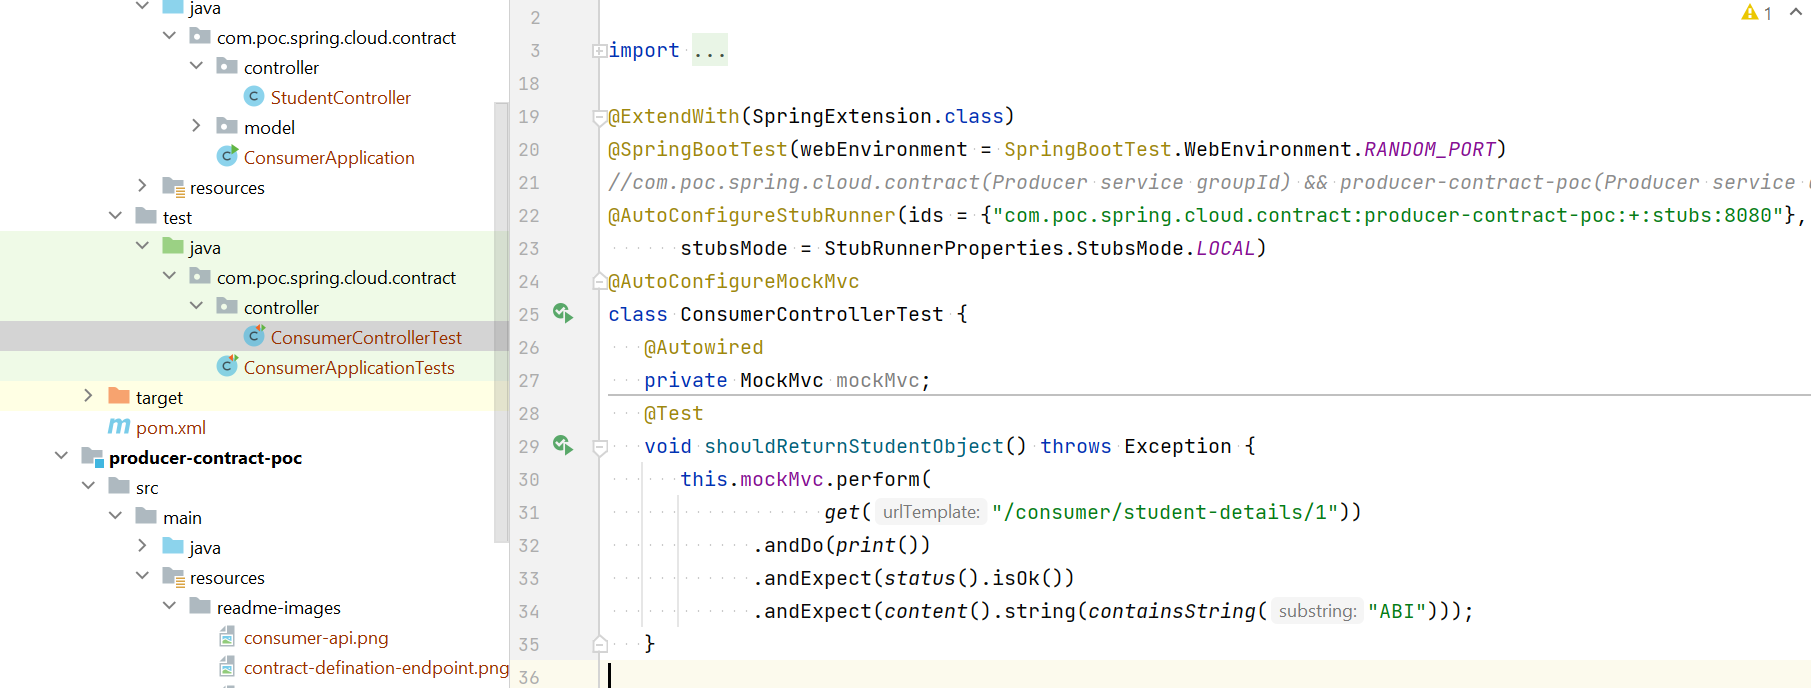 java
com.poc.spring.cloud.contract
controller
StudentController
model
ConsumerApplication
resources
test
java
com.poc.spring.cloud.contract
controller
ConsumerControllerTest
ConsumerApplicationTests
target
pom.xml
producer-contract-poc
src
main
java
resources
readme-images
consumer-api.png
contract-defination-endpoint.png
1
2
3 import ...
18
19 @ExtendWith(SpringExtension.class)
20 @SpringBootTest(webEnvironment = SpringBootTest.WebEnvironment.RANDOM_PORT)
21 //com.poc.spring.cloud.contract(Producer service groupId) && producer-contract-poc(Producer service
22 @AutoConfigureStubRunner(ids = {"com.poc.spring.cloud.contract:producer-contract-poc:+:stubs:8080"},
23 stubsMode = StubRunnerProperties.StubsMode.LOCAL)
24 @AutoConfigureMockMvc
25 class ConsumerControllerTest {
26 @Autowired
27 private MockMvc mockMvc;
28 @Test
29 void shouldReturnStudentObject() throws Exception {
30 this.mockMvc.perform(
31 get( urlTemplate: "/consumer/student-details/1"))
32 .andDo(print())
33 .andExpect(status().isOk())
34 .andExpect(content().string(containsString( substring: "ABI")));
35 }
36